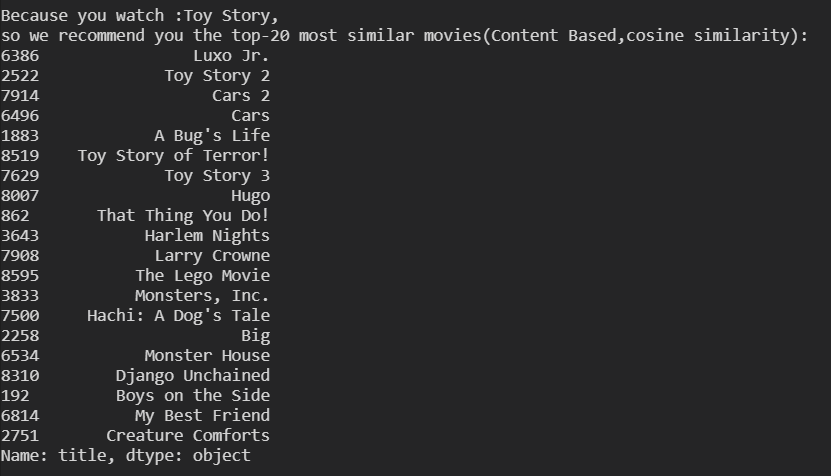 Because you watch :Toy Story,
so we recommend you the top-20 most similar movies(Content Based,cosine similarity):
6386                Luxo Jr.
2522             Toy Story 2
7914                  Cars 2
6496                    Cars
1883            A Bug's Life
8519    Toy Story of Terror!
7629             Toy Story 3
8007                    Hugo
862       That Thing You Do!
3643           Harlem Nights
7908            Larry Crowne
8595          The Lego Movie
3833          Monsters, Inc.
7500     Hachi: A Dog's Tale
2258                     Big
6534           Monster House
8310        Django Unchained
192         Boys on the Side
6814          My Best Friend
2751       Creature Comforts
Name: title, dtype: object